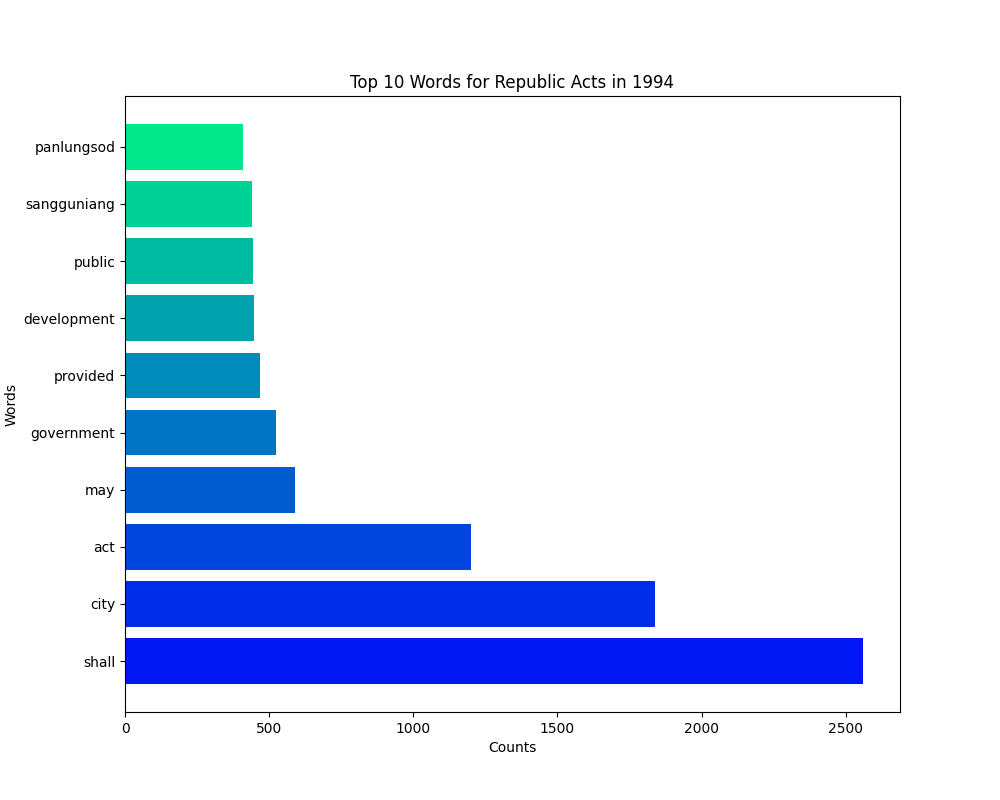 Top 10 Words for Republic Acts in 1994
panlungsod
sangguniang
public
development
provided
government
may
act
city
shall
Words
0 500 1000 1500 2000 2500
Counts